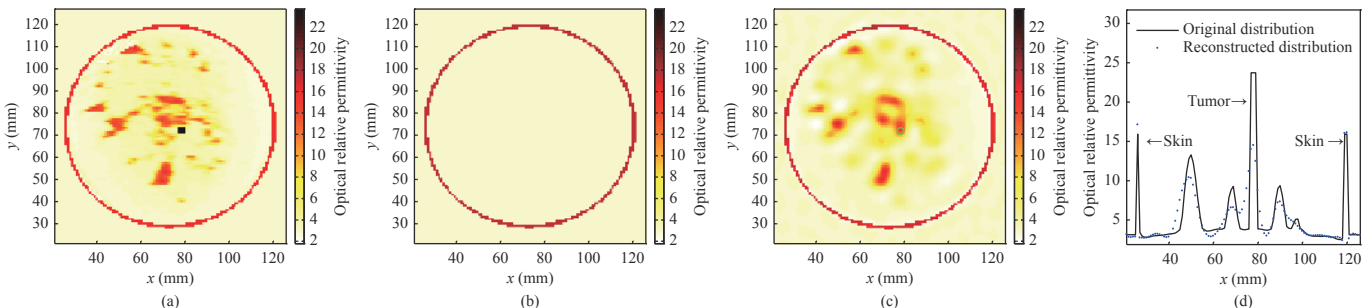 120
110
100
90
80
70
60
50
40
30
y (mm)
40 60 80 100 120
x (mm)
(a)
22
20
18
16
14
12
10
8
6
4
2
Optical relative permittivity
120
110
100
90
80
70
60
50
40
30
y (mm)
40 60 80 100 120
x (mm)
(b)
22
20
18
16
14
12
10
8
6
4
2
Optical relative permittivity
120
110
100
90
80
70
60
50
40
30
y (mm)
40 60 80 100 120
x (mm)
(c)
22
20
18
16
14
12
10
8
6
4
2
Optical relative permittivity
30
25
20
15
10
5
Optical relative permittivity
Original distribution
Reconstructed distribution
Tumor→
←Skin
Skin→
40 60 80 100 120
x (mm)
(d)